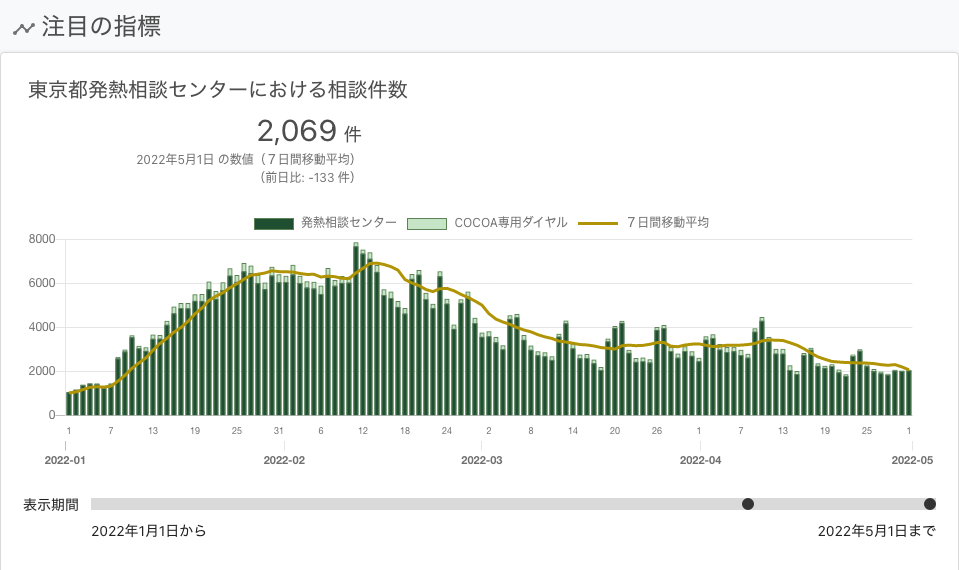 注目の指標
東京都発熱相談センターにおける相談件数
2,069 件
2022年5月1日 の数値（７日間移動平均）
（前日比: -133 件）
発熱相談センター COCOA専用ダイヤル ７日間移動平均
8000
6000
4000
2000
0
1 7 13 19 25 31 6 12 18 24 2 8 14 20 26 1 7 13 19 25 1
2022-01 2022-02 2022-03 2022-04 2022-05
表示期間
2022年1月1日から 2022年5月1日まで